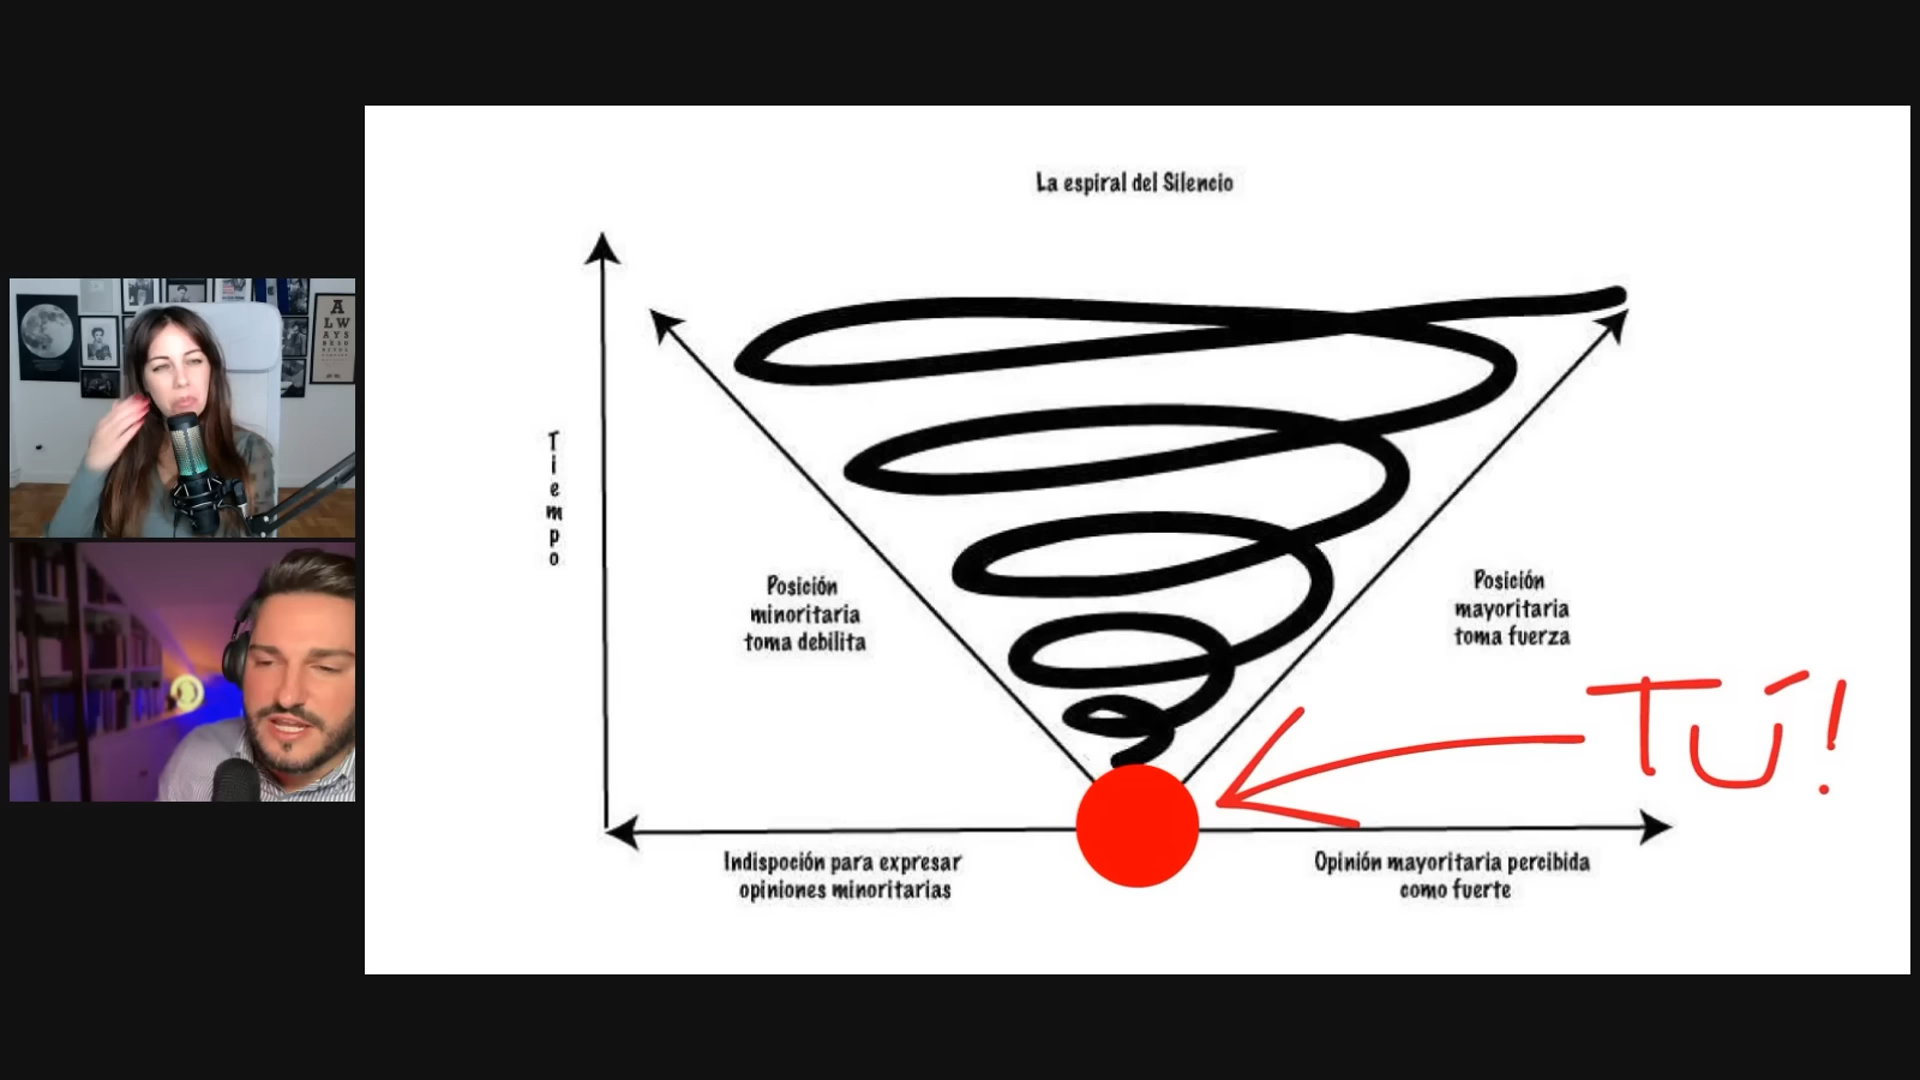 La espiral del Silencio
Tiempo
Posición
minoritaria
toma debilita
Posición
mayoritaria
toma fuerza
TÚ!
Indispoción para expresar
opiniones minoritarias
Opinión mayoritaria percibida
como fuerte
A
L W
A Y S